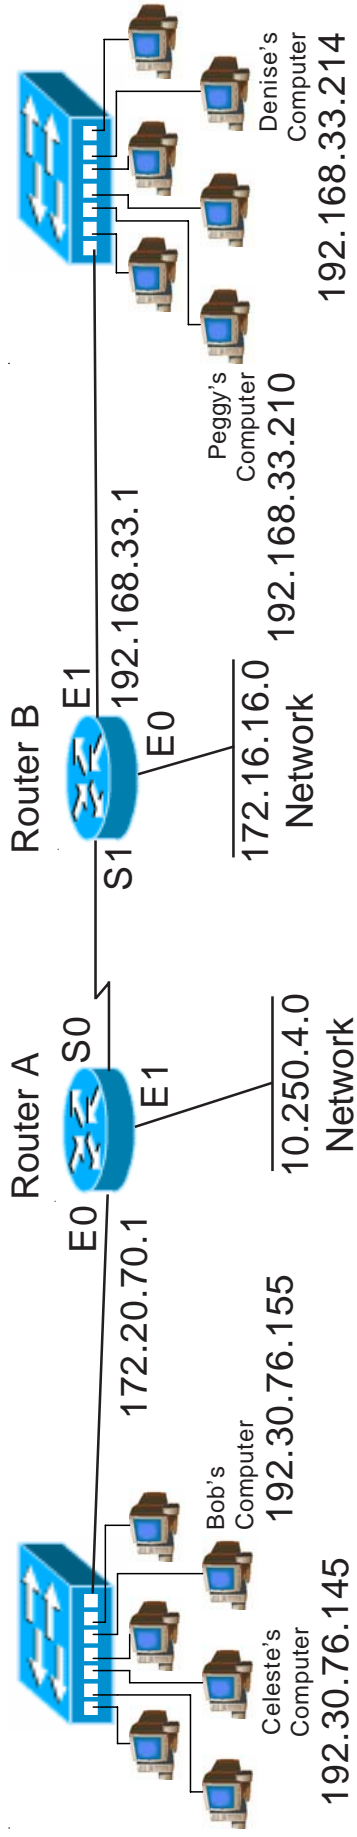 Router A
Router B
E0
S0
S1
E1
172.20.70.1
E1
E0
192.168.33.1
Bob's
Computer
192.30.76.155
Celeste's
Computer
192.30.76.145
10.250.4.0
Network
172.16.16.0
Network
Peggy's
Computer
192.168.33.210
Denise's
Computer
192.168.33.214